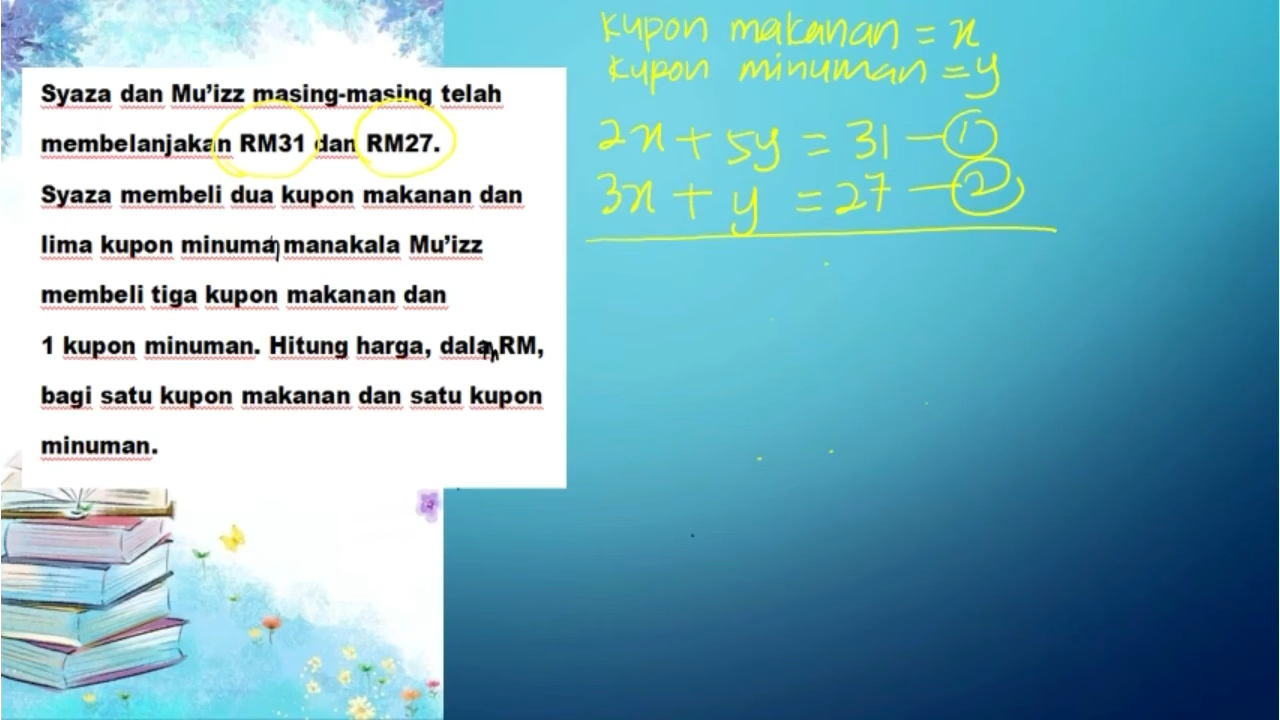 Syaza dan Mu’izz masing-masing telah
membelanjakan RM31 dan RM27.
Syaza membeli dua kupon makanan dan
lima kupon minuman manakala Mu’izz
membeli tiga kupon makanan dan
1 kupon minuman. Hitung harga, dalam RM,
bagi satu kupon makanan dan satu kupon
minuman.
kupon makanan = x
kupon minuman = y
2x + 5y = 31 — ①
3x + y = 27 — ②